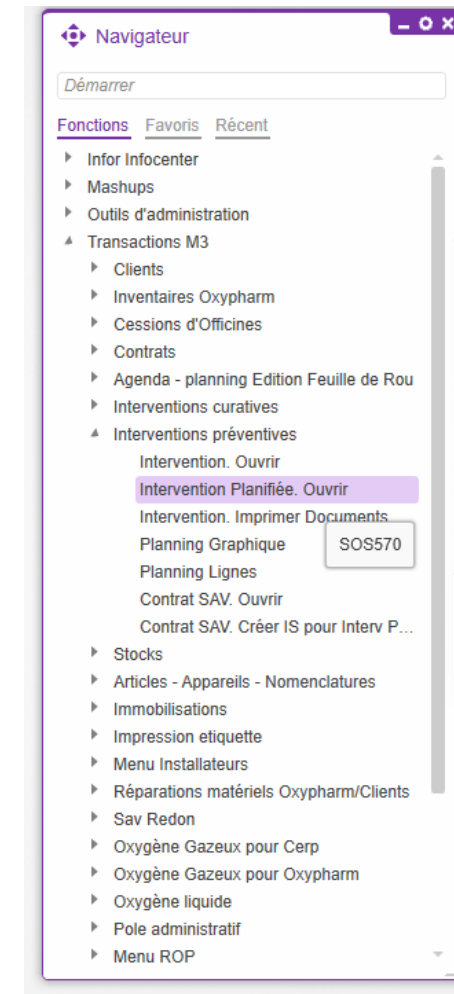 Navigateur
Démarrer
Fonctions Favoris Récent
Infor Infocenter
Mashups
Outils d'administration
Transactions M3
Clients
Inventaires Oxypharm
Cessions d'Officines
Contrats
Agenda - planning Edition Feuille de Rou
Interventions curatives
Interventions préventives
Intervention. Ouvrir
Intervention Planifiée. Ouvrir
Intervention. Imprimer Documents
Planning Graphique
SOS570
Planning Lignes
Contrat SAV. Ouvrir
Contrat SAV. Créer IS pour Interv P...
Stocks
Articles - Appareils - Nomenclatures
Immobilisations
Impression etiquette
Menu Installateurs
Réparations matériels Oxypharm/Clients
Sav Redon
Oxygène Gazeux pour Cerp
Oxygène Gazeux pour Oxypharm
Oxygène liquide
Pole administratif
Menu ROP